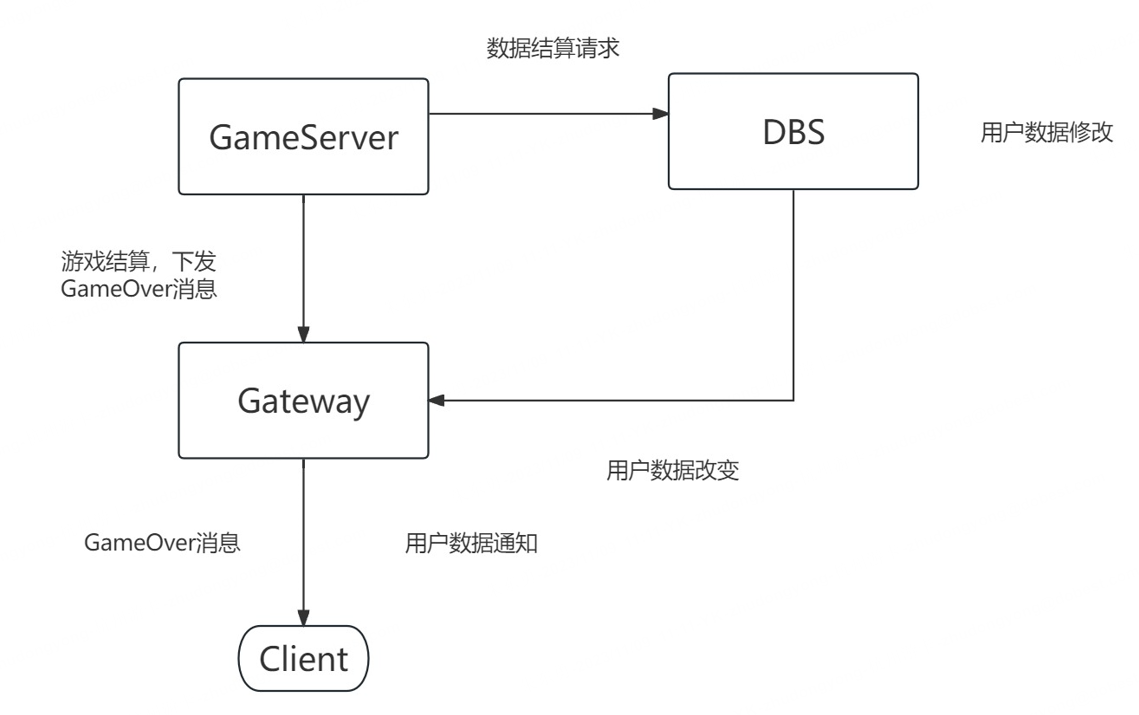 数据结算请求
GameServer
DBS
用户数据修改
游戏结算，下发
GameOver消息
Gateway
用户数据改变
GameOver消息
用户数据通知
Client